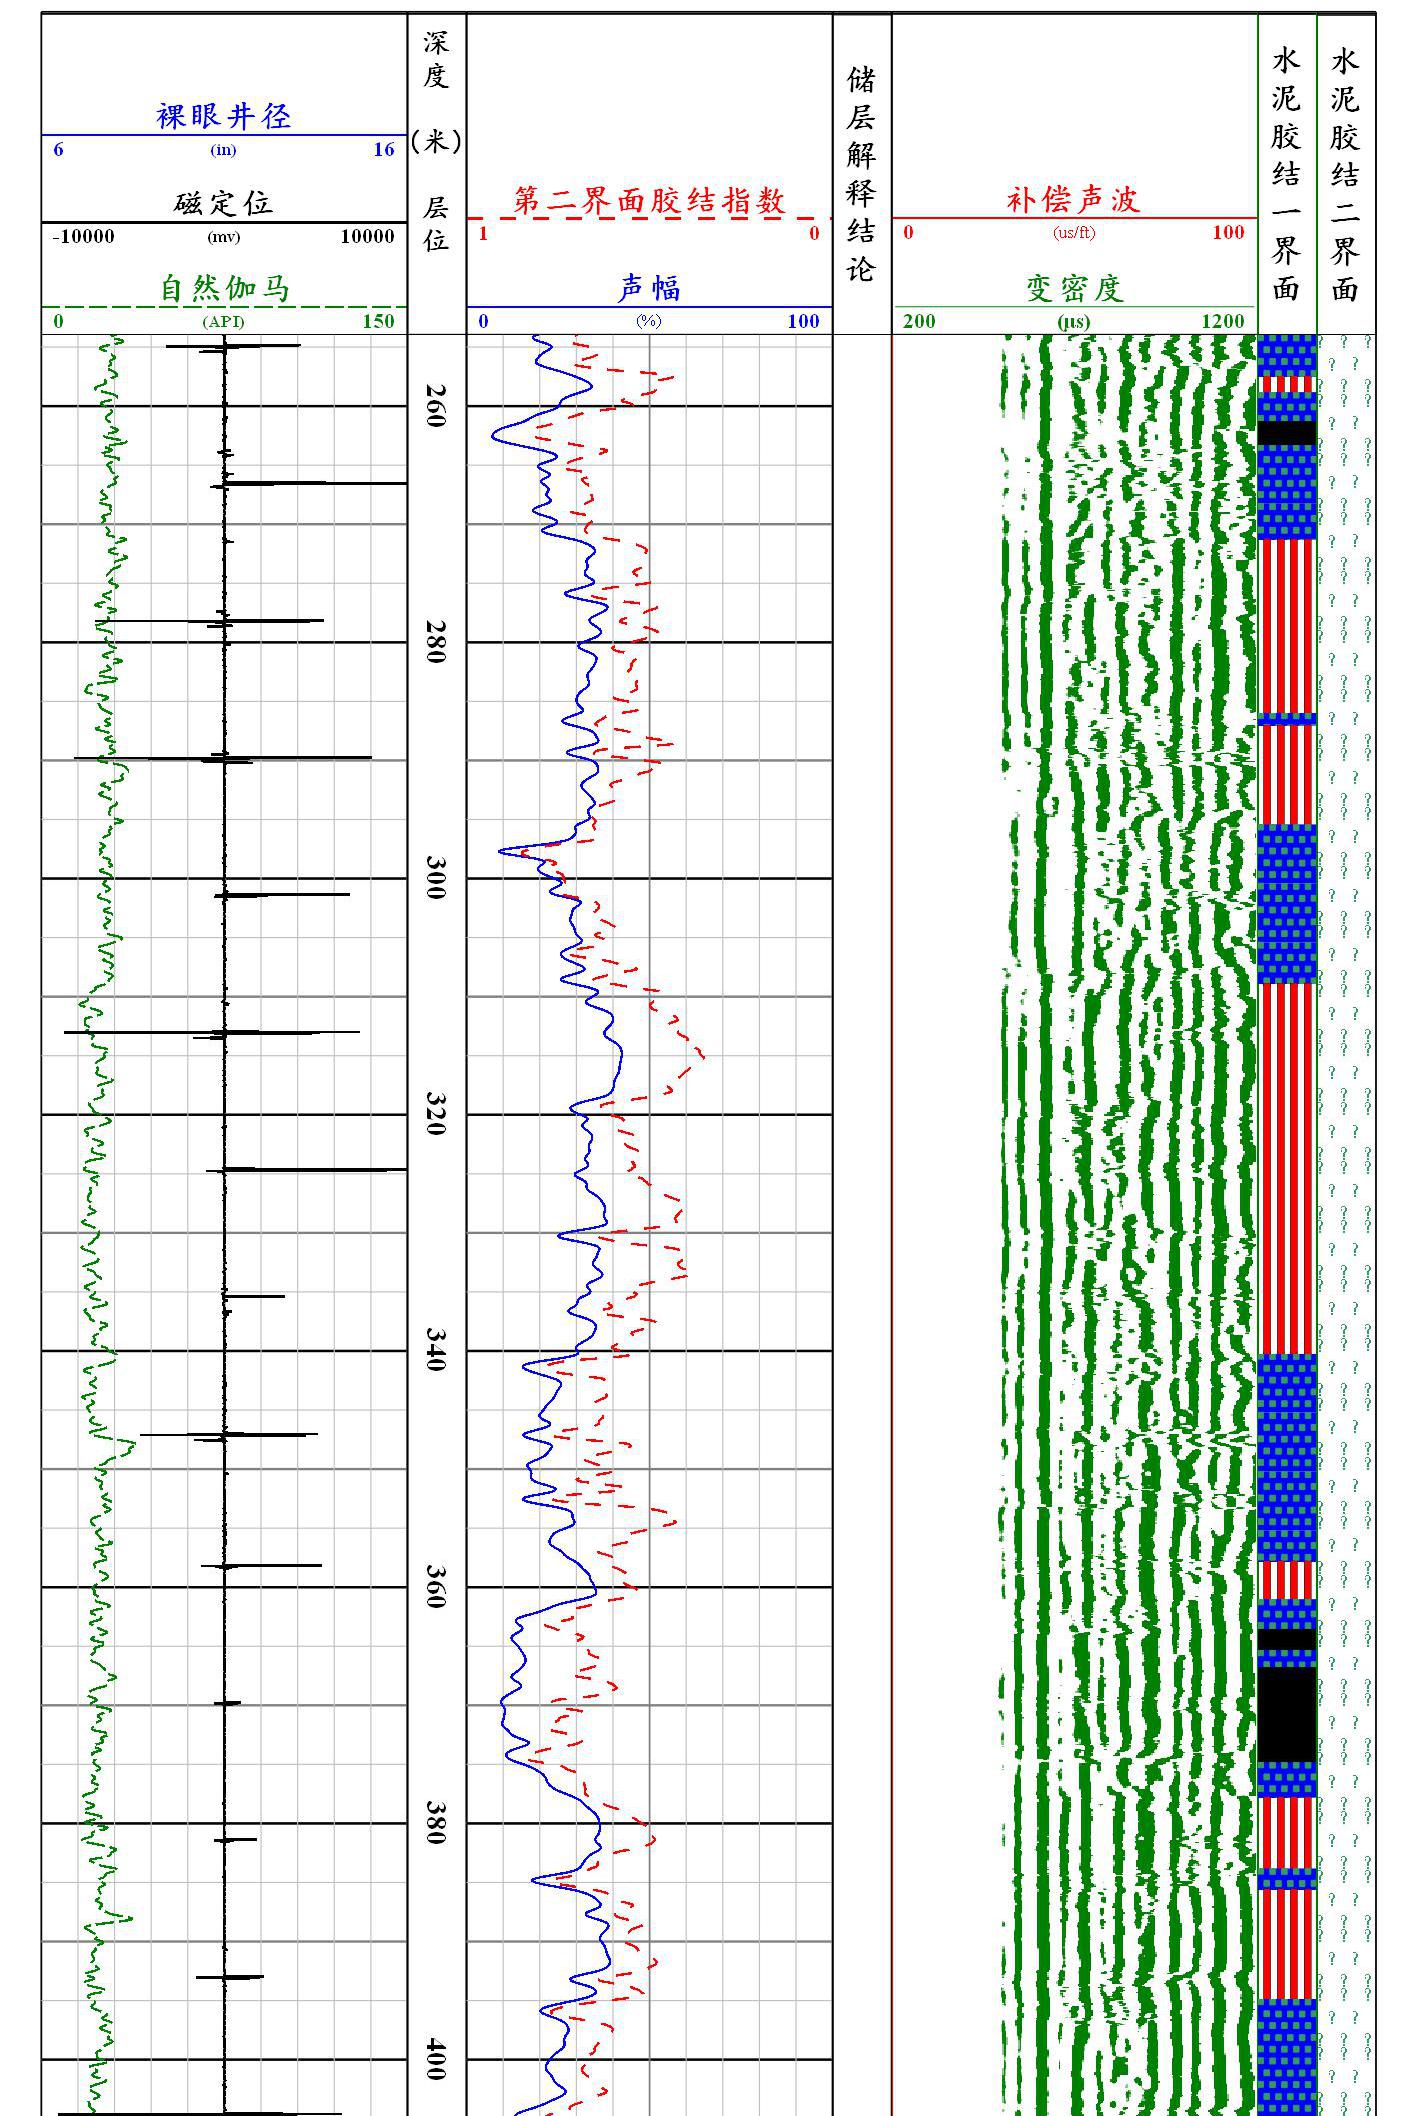 裸眼井径
6 (in) 16
磁定位
-10000 (mv) 10000
自然伽马
0 (API) 150
深度
(米)
层位
第二界面胶结指数
1 0
声幅
0 (%) 100
储层解释结论
补偿声波
0 (us/ft) 100
变密度
200 (μs) 1200
水泥胶结一界面
水泥胶结二界面
260
280
300
320
340
360
380
400